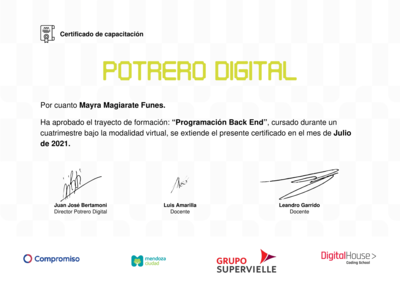 Certificado de capacitación
POTRERO DIGITAL
Por cuanto Mayra Magiarate Funes.
Ha aprobado el trayecto de formación: “Programación Back End”, cursado durante un
cuatrimestre bajo la modalidad virtual, se extiende el presente certificado en el mes de Julio
de 2021.
Juan José Bertamoni
Director Potrero Digital
Luis Amarilla
Docente
Leandro Garrido
Docente
Compromiso
mendoza
ciudad
GRUPO
SUPERVIELLE
DigitalHouse >
Coding School